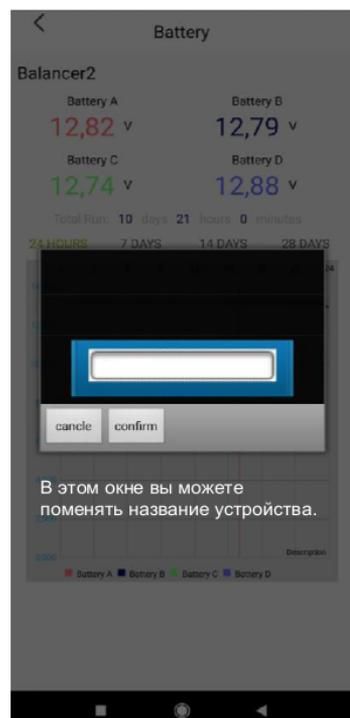 Battery
Balancer2
Battery A Battery B
12,82 V 12,79 V
Battery C Battery D
12,74 V 12,88 V
Total Run: 10 days 21 hours 0 minutes
24 HOURS 7 DAYS 14 DAYS 28 DAYS
24
cancle confirm
В этом окне вы можете
поменять название устройства.
Description
Battery A Battery B Battery C Battery D